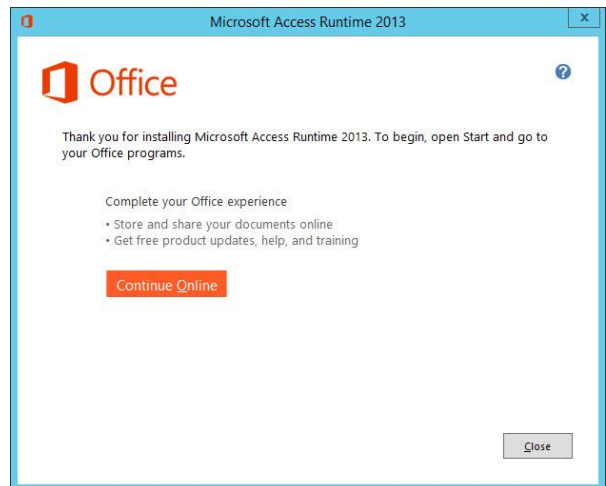 Microsoft Access Runtime 2013
x
Office
?
Thank you for installing Microsoft Access Runtime 2013. To begin, open Start and go to
your Office programs.
Complete your Office experience
• Store and share your documents online
• Get free product updates, help, and training
Continue Online
Close